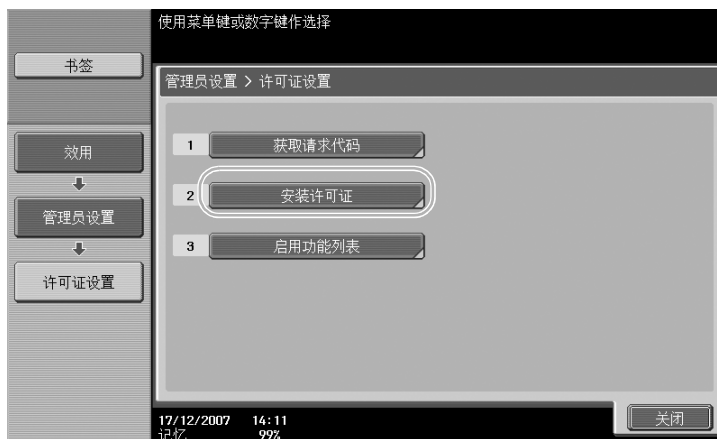 使用菜单键或数字键作选择
书签
管理员设置 > 许可证设置
效用
管理员设置
许可证设置
1 获取请求代码
2 安装许可证
3 启用功能列表
17/12/2007 14:11
记忆 99%
关闭